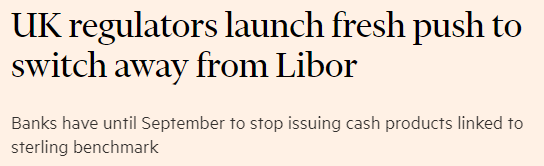 UK regulators launch fresh push to
switch away from Libor
Banks have until September to stop issuing cash products linked to
sterling benchmark